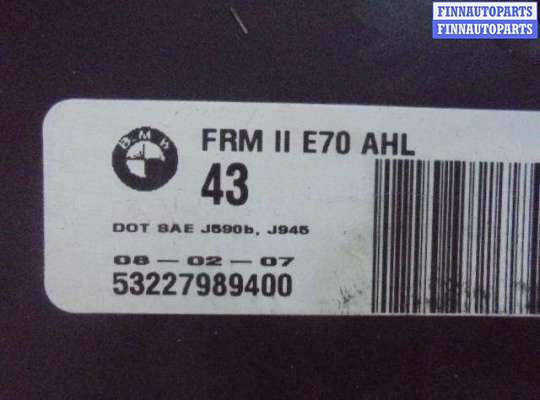 FINNAUTOPARTS
FINNAUTOPARTS
BMW
FRM II E70 AHL
43
DOT SAE J590b, J945
08 – 02 – 07
53227989400